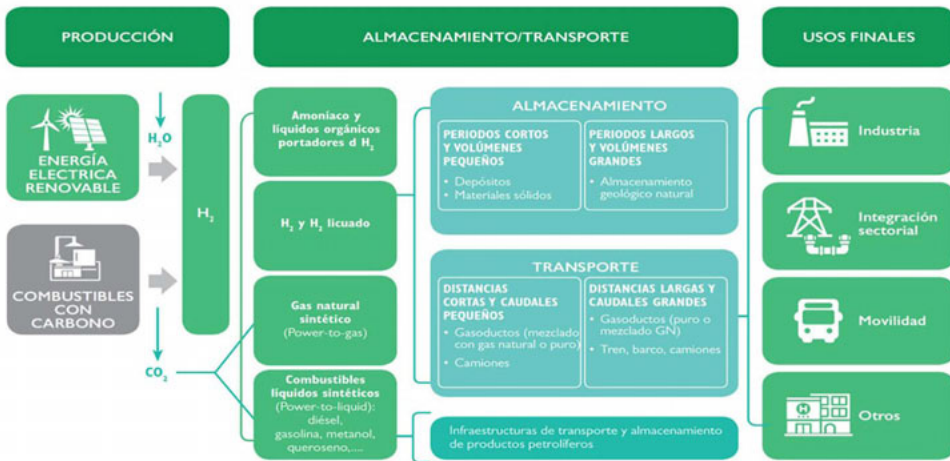 PRODUCCIÓN
ALMACENAMIENTO/TRANSPORTE
USOS FINALES
H₂O
ENERGÍA
ELECTRICA
RENOVABLE
COMBUSTIBLES
CON
CARBONO
CO₂
H₂
Amoníaco y
líquidos orgánicos
portadores d H₂
H₂ y H₂ licuado
Gas natural
sintético
(Power-to-gas)
Combustibles
líquidos sintéticos
(Power-to-liquid):
diésel,
gasolina, metanol,
queroseno,....
ALMACENAMIENTO
PERIODOS CORTOS
Y VOLÚMENES
PEQUEÑOS
• Depósitos
• Materiales sólidos
PERIODOS LARGOS
Y VOLÚMENES
GRANDES
• Almacenamiento
geológico natural
TRANSPORTE
DISTANCIAS
CORTAS Y CAUDALES
PEQUEÑOS
• Gasoductos (mezclado
con gas natural o puro)
• Camiones
DISTANCIAS LARGAS Y
CAUDALES GRANDES
• Gasoductos (puro o
mezclado GN)
• Tren, barco, camiones
Infraestructuras de transporte y almacenamiento
de productos petrolíferos
Industria
Integración
sectorial
Movilidad
H
Otros